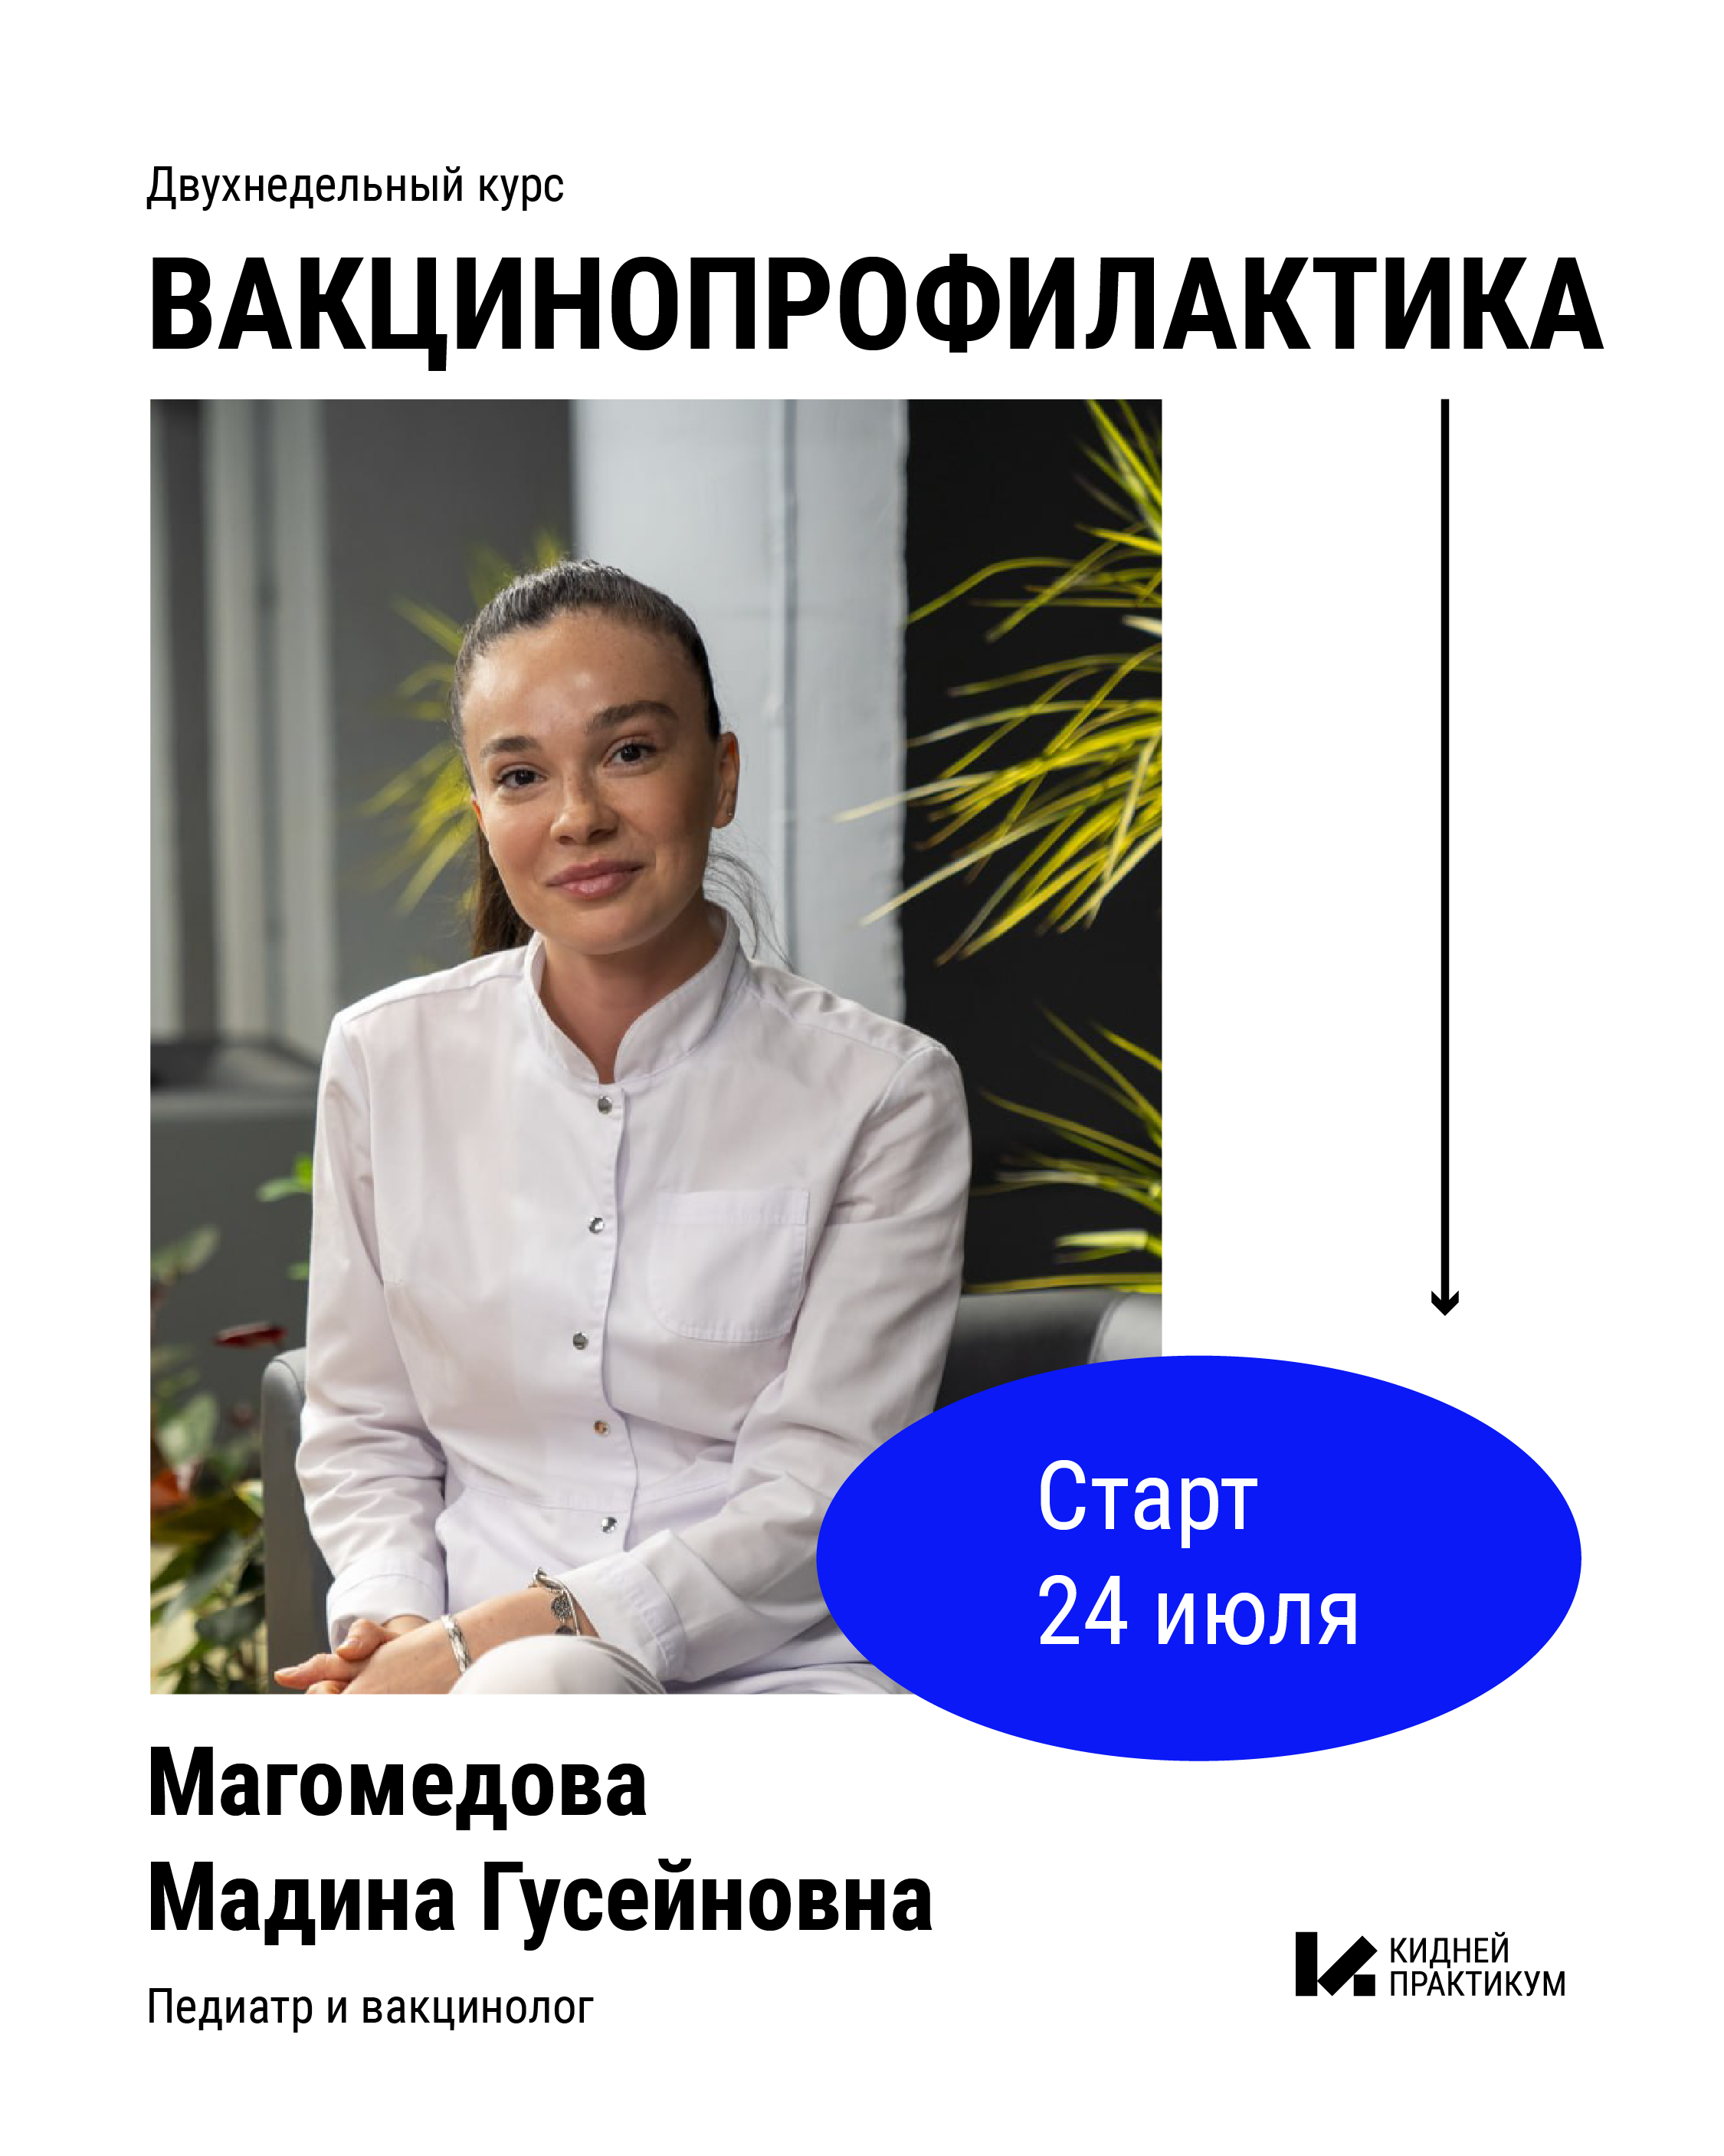 Двухнедельный курс
ВАКЦИНОПРОФИЛАКТИКА
Старт
24 июля
Магомедова
Мадина Гусейновна
Педиатр и вакцинолог
КИДНЕЙ
ПРАКТИКУМ